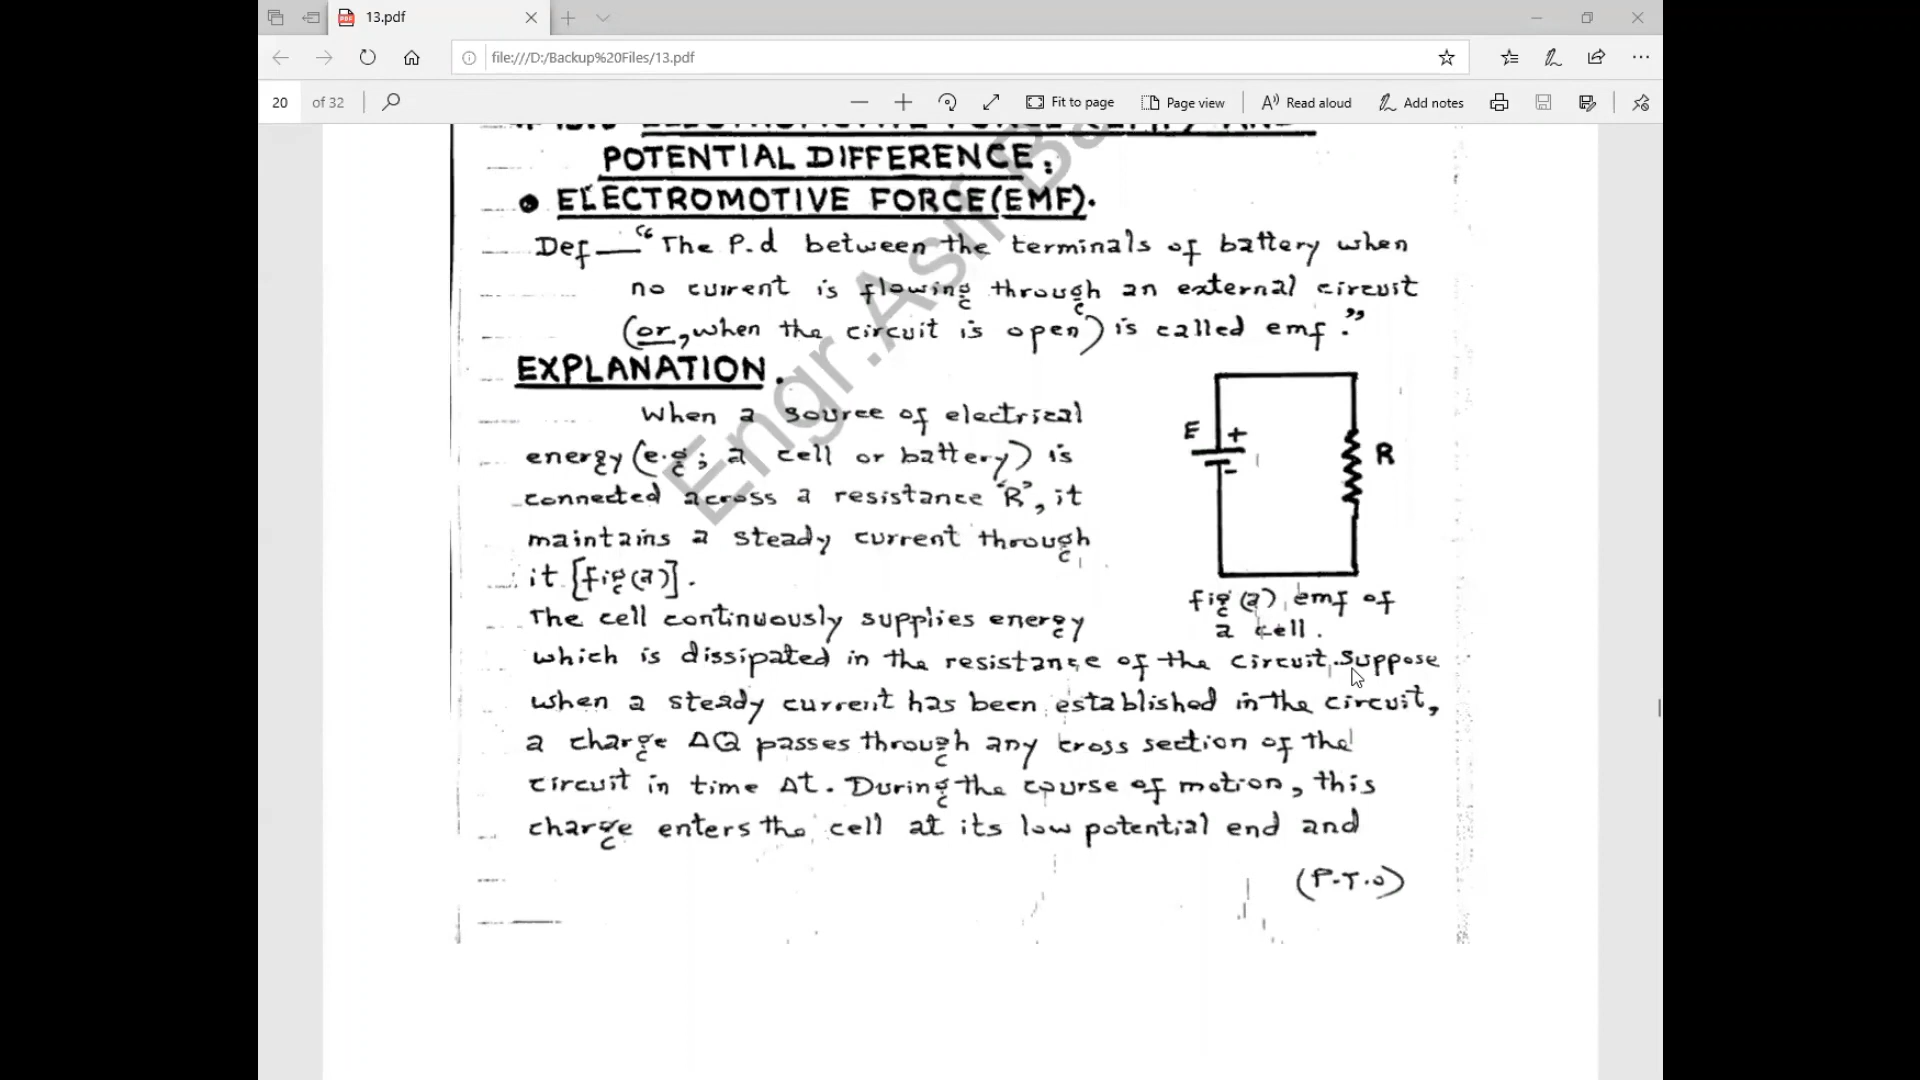 13.pdf
file:///D:/Backup%20Files/13.pdf
20 of 32
Fit to page
Page view
Read aloud
Add notes
ELECTROMOTIVE FORCE (EMF) AND
POTENTIAL DIFFERENCE:
• ELECTROMOTIVE FORCE (EMF).
Def— "The P.d between the terminals of battery when
no current is flowing through an external circuit
(or, when the circuit is open) is called emf."
EXPLANATION.
When a source of electrical
energy (e.g; a cell or battery) is
connected across a resistance "R", it
maintains a steady current through
it [fig(a)].
The cell continuously supplies energy
E + -
R
fig (a) emf of
a cell.
which is dissipated in the resistance of the circuit. Suppose
when a steady current has been established in the circuit,
a charge ΔQ passes through any cross section of the
circuit in time Δt. During the course of motion, this
charge enters the cell at its low potential end and
(P.T.O)
Engr. Asif